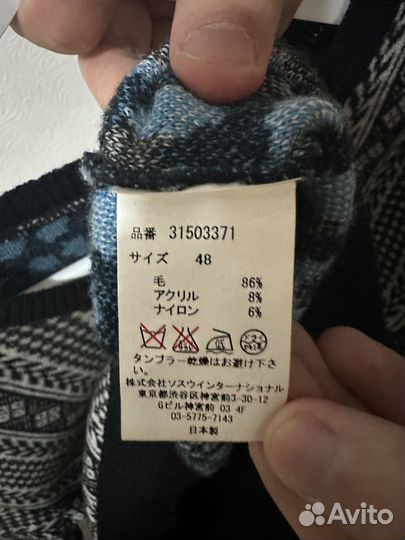 品番 31503371
サイズ 48
毛 86%
アクリル 8%
ナイロン 6%
タンブラー乾燥はお避け下さい。
株式会社ソスウインターナショナル
東京都渋谷区神宮前3-30-12
Gビル神宮前 03 4F
03-5775-7143
日本製
Avito